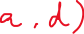 a , d )